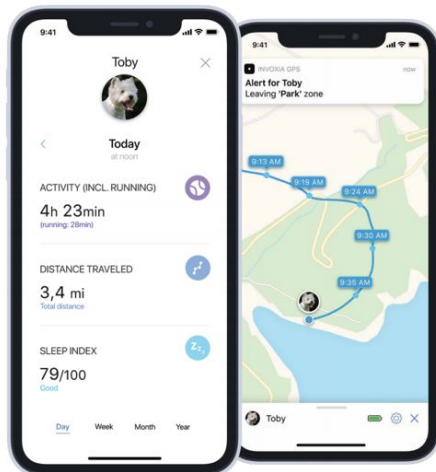 9:41
Toby
Today
at noon
ACTIVITY (INCL. RUNNING)
4h 23min
(running: 28min)
DISTANCE TRAVELED
3,4 mi
Total distance
SLEEP INDEX
Zzz
79/100
Good
Day Week Month Year
9:41
INVOXIA GPS now
Alert for Toby
Leaving 'Park' zone
9:13 AM
9:19 AM
9:24 AM
9:30 AM
9:35 AM
Toby